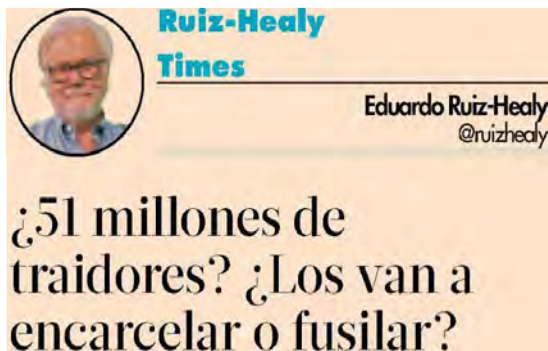 Ruiz-Healy
Times
Eduardo Ruiz-Healy
@ruizhealy
¿51 millones de
traidores? ¿Los van a
encarcelar o fusilar?